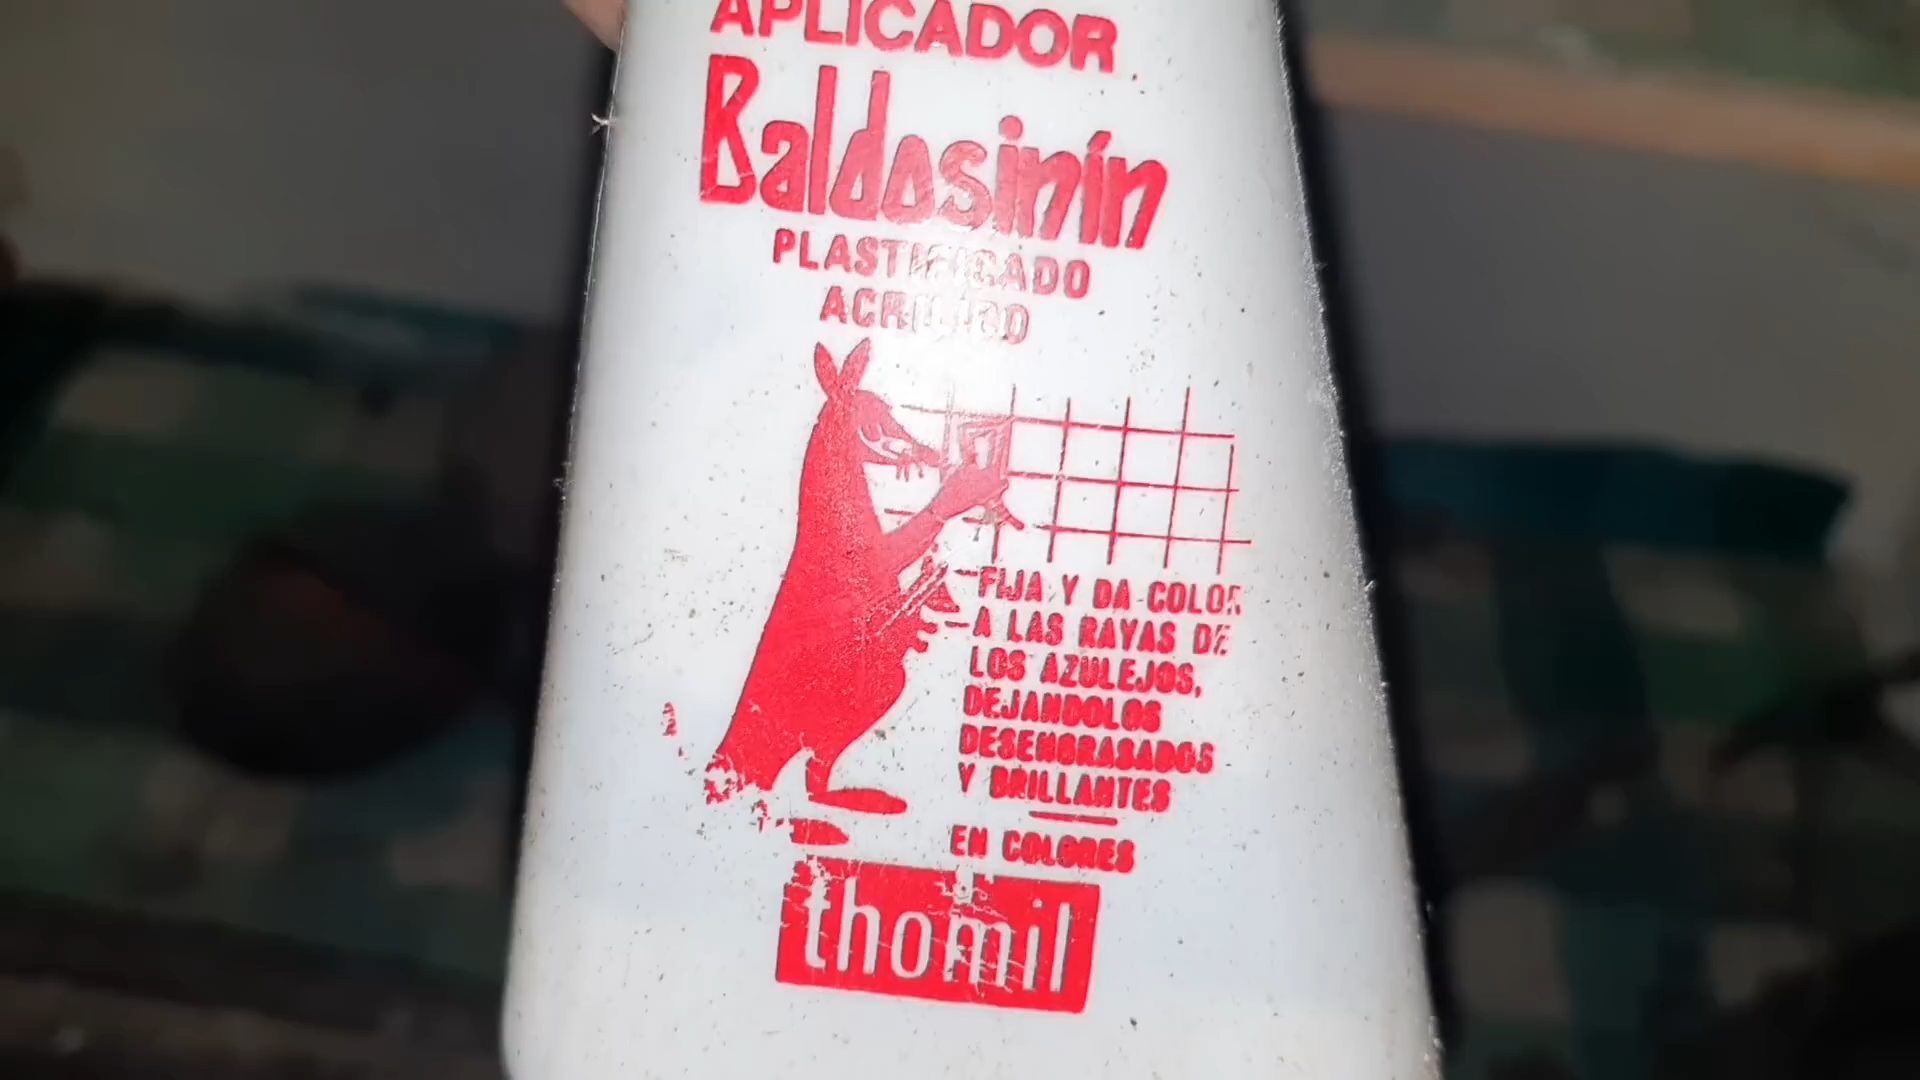 APLICADOR
Baldosinín
PLASTIFICADO
ACRILICO
FIJA Y DA COLOR
A LAS RAYAS DE
LOS AZULEJOS,
DEJANDOLOS
DESENGRASADOS
Y BRILLANTES
EN COLORES
thomil